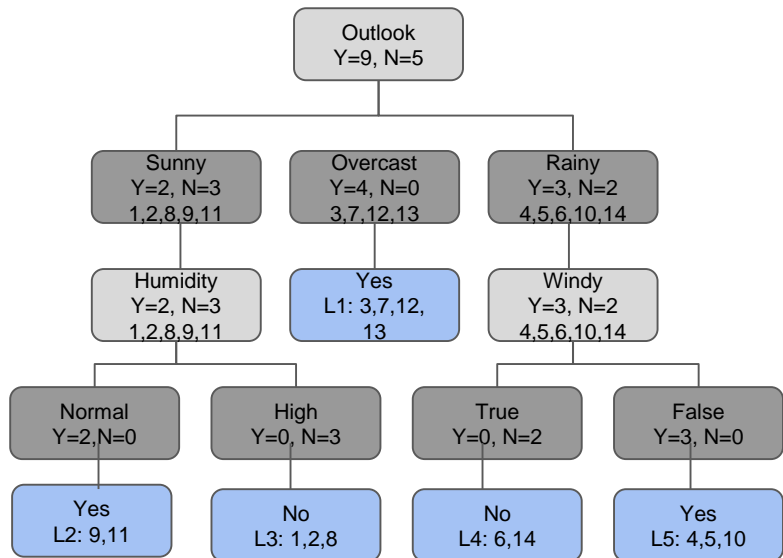 Outlook
Y=9, N=5
Sunny
Y=2, N=3
1,2,8,9,11
Overcast
Y=4, N=0
3,7,12,13
Rainy
Y=3, N=2
4,5,6,10,14
Humidity
Y=2, N=3
1,2,8,9,11
Yes
L1: 3,7,12,
13
Windy
Y=3, N=2
4,5,6,10,14
Normal
Y=2,N=0
High
Y=0, N=3
True
Y=0, N=2
False
Y=3, N=0
Yes
L2: 9,11
No
L3: 1,2,8
No
L4: 6,14
Yes
L5: 4,5,10